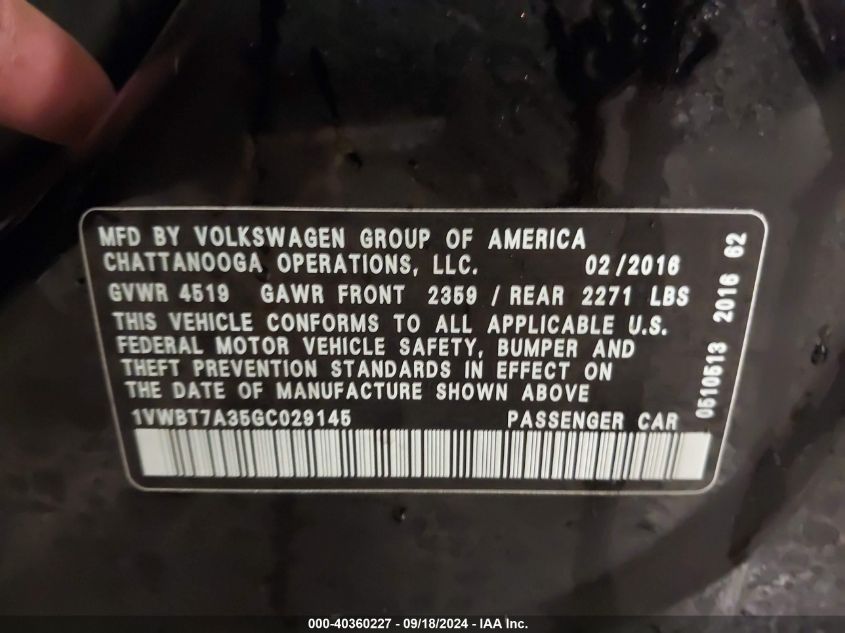 MFD BY VOLKSWAGEN GROUP OF AMERICA
CHATTANOOGA OPERATIONS, LLC. 02/2016
GVWR 4519 GAWR FRONT 2359 / REAR 2271 LBS
THIS VEHICLE CONFORMS TO ALL APPLICABLE U.S.
FEDERAL MOTOR VEHICLE SAFETY, BUMPER AND
THEFT PREVENTION STANDARDS IN EFFECT ON
THE DATE OF MANUFACTURE SHOWN ABOVE
1VWBT7A35GC029145 PASSENGER CAR
0510513 2016 62
000-40360227 - 09/18/2024 - IAA Inc.